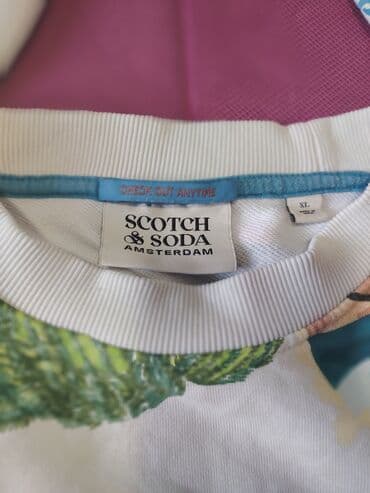 CHECK OUT ANYTIME
SCOTCH
& SODA
AMSTERDAM
XL